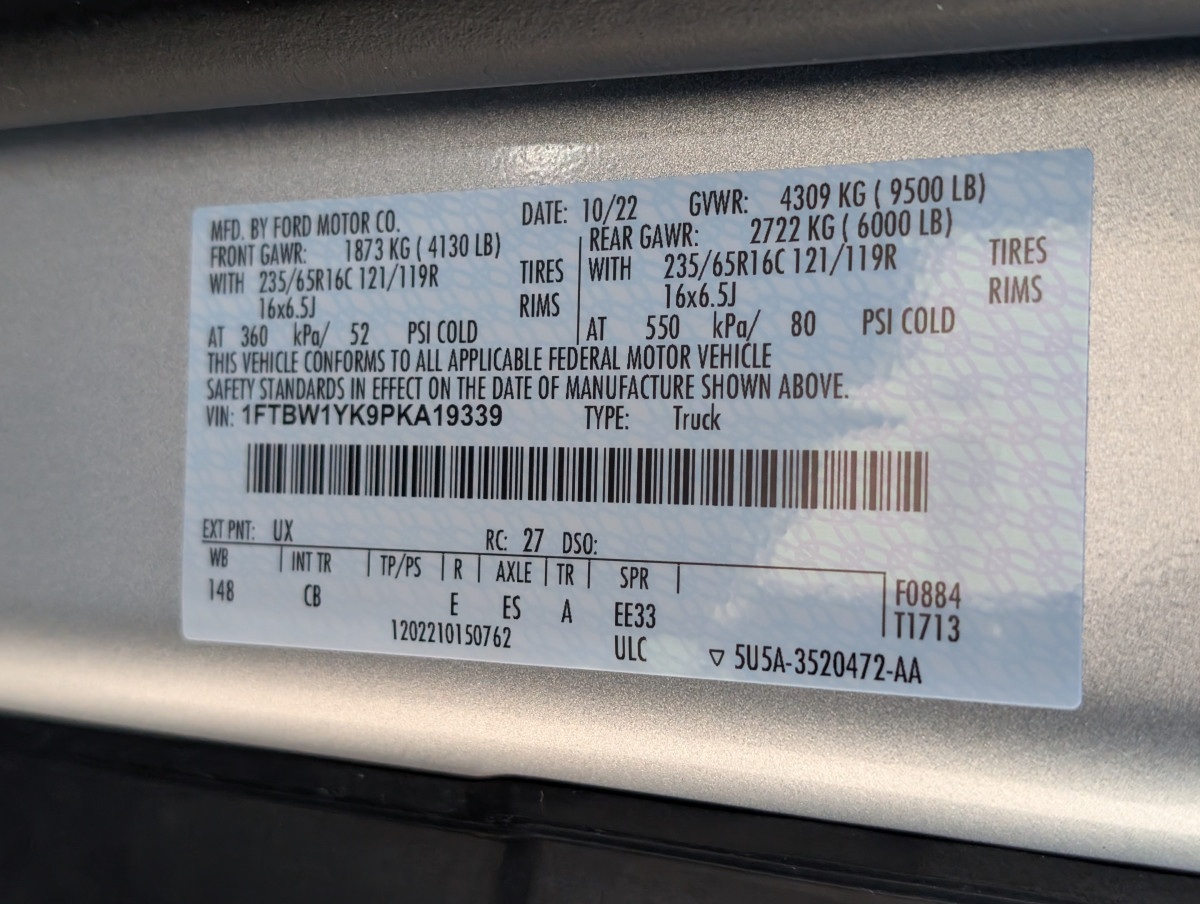 MFD. BY FORD MOTOR CO. DATE: 10/22 GVWR: 4309 KG ( 9500 LB)
FRONT GAWR: 1873 KG ( 4130 LB) REAR GAWR: 2722 KG ( 6000 LB)
WITH 235/65R16C 121/119R TIRES WITH 235/65R16C 121/119R TIRES
16x6.5J RIMS 16x6.5J RIMS
AT 360 kPa/ 52 PSI COLD AT 550 kPa/ 80 PSI COLD
THIS VEHICLE CONFORMS TO ALL APPLICABLE FEDERAL MOTOR VEHICLE
SAFETY STANDARDS IN EFFECT ON THE DATE OF MANUFACTURE SHOWN ABOVE.
VIN: 1FTBW1YK9PKA19339 TYPE: Truck
EXT PNT: UX RC: 27 DSO:
WB INT TR TP/PS R AXLE TR SPR F0884
148 CB E ES A EE33 T1713
1202210150762 ULC ▽ 5U5A-3520472-AA